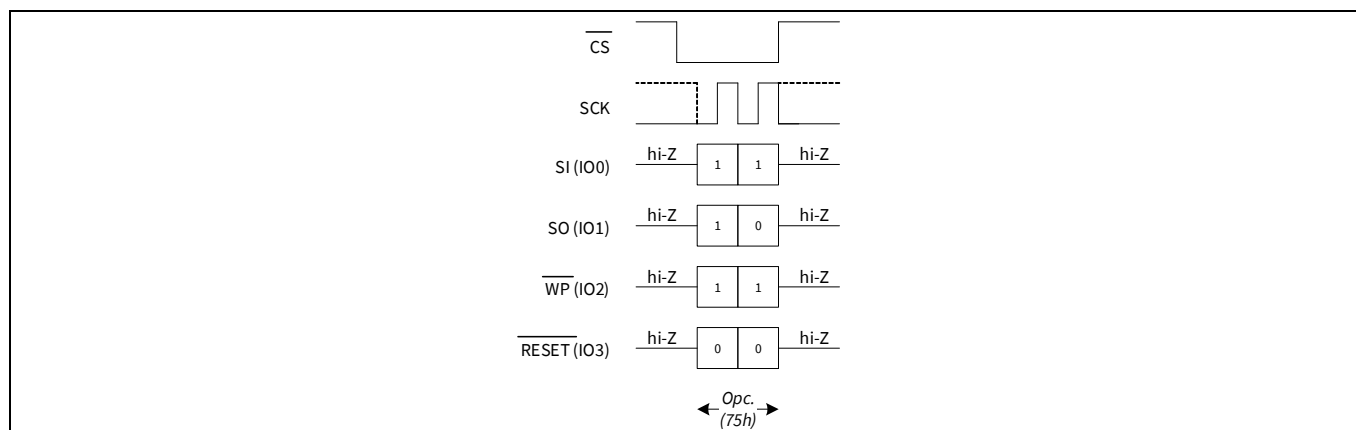 CS
SCK
SI (IO0) hi-Z 1 1 hi-Z
SO (IO1) hi-Z 1 0 hi-Z
WP (IO2) hi-Z 1 1 hi-Z
RESET (IO3) hi-Z 0 0 hi-Z
Opc.
(75h)